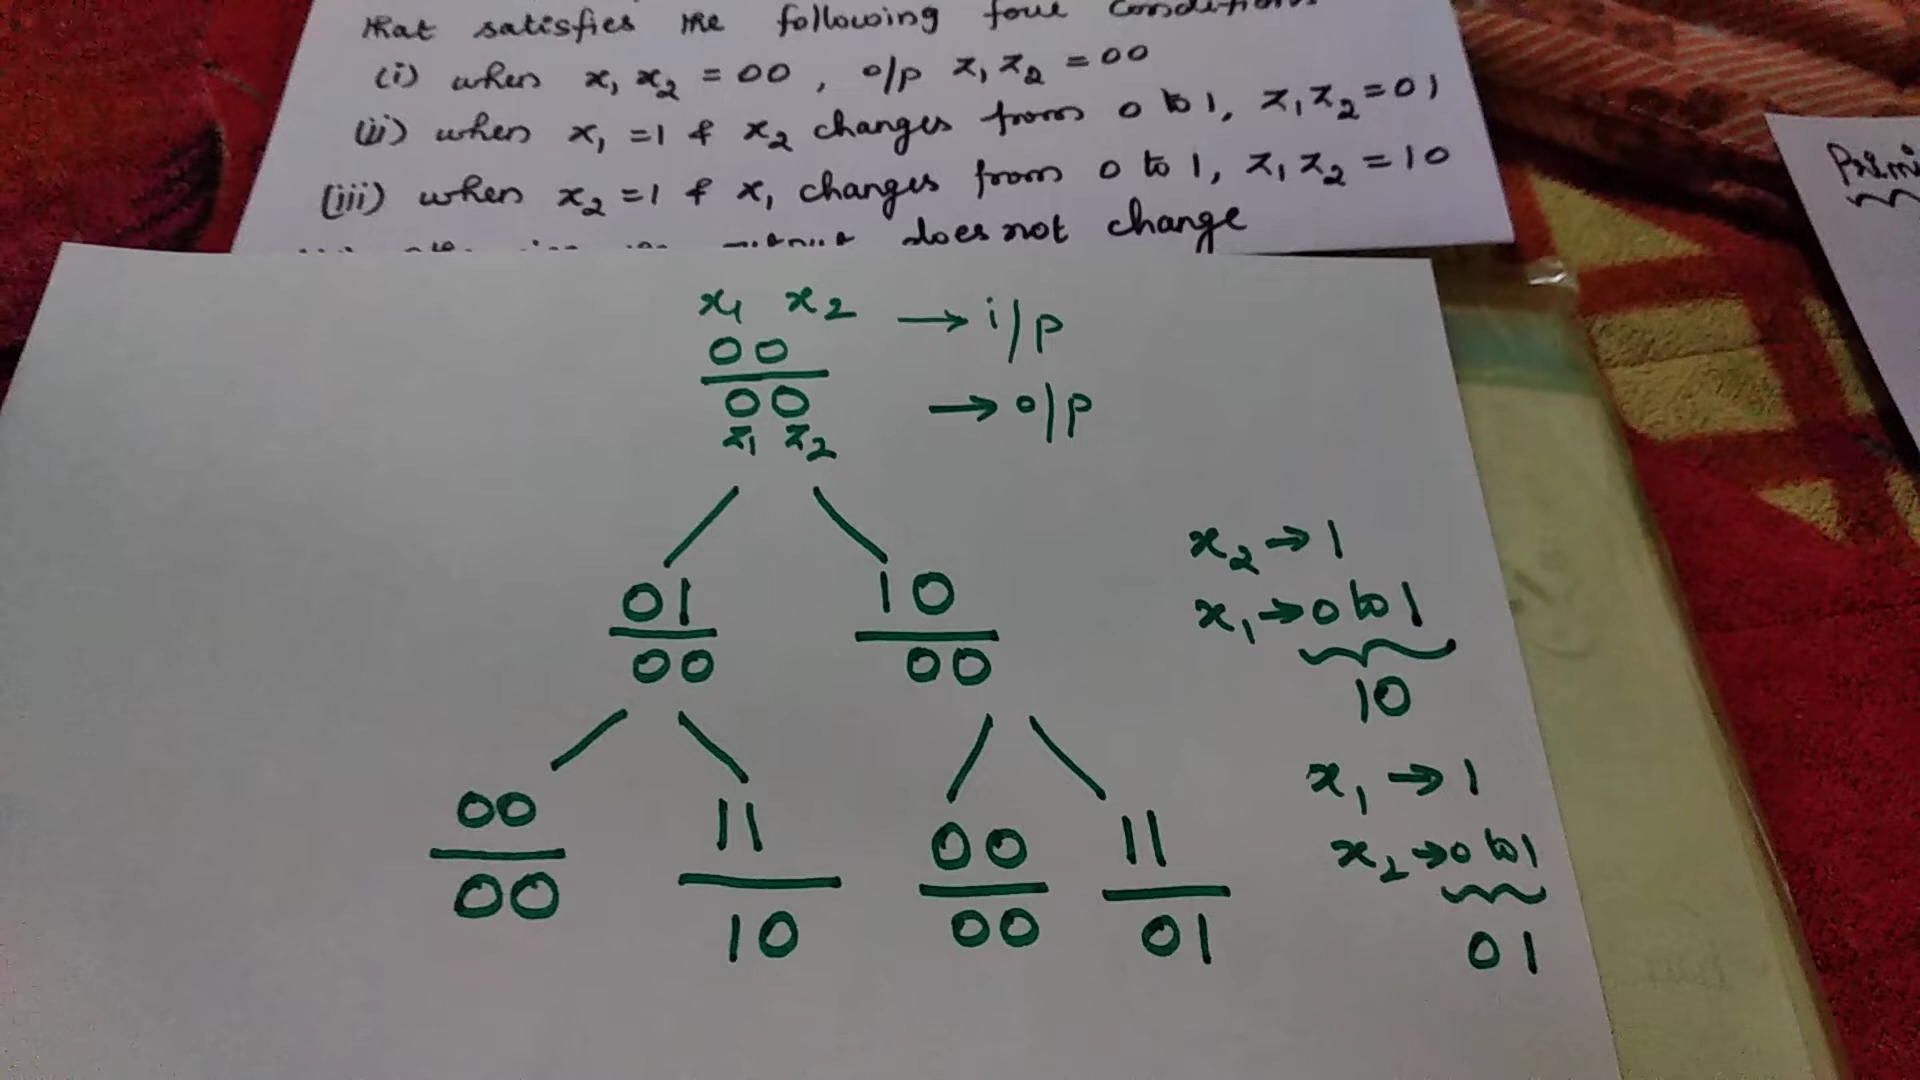 that satisfies the following four conditions
(i) when x₁ x₂ = 00 , o/p z₁ z₂ = 00
(ii) when x₁ = 1 & x₂ changes from 0 to 1, z₁ z₂ = 01
(iii) when x₂ = 1 & x₁ changes from 0 to 1, z₁ z₂ = 10
does not change
x₁ x₂ → i/p
00
00 → o/p
z₁ z₂
01 10
00 00
00 11 00 11
00 10 00 01
x₂ → 1
x₁ → 0 to 1
10
x₁ → 1
x₂ → 0 to 1
01